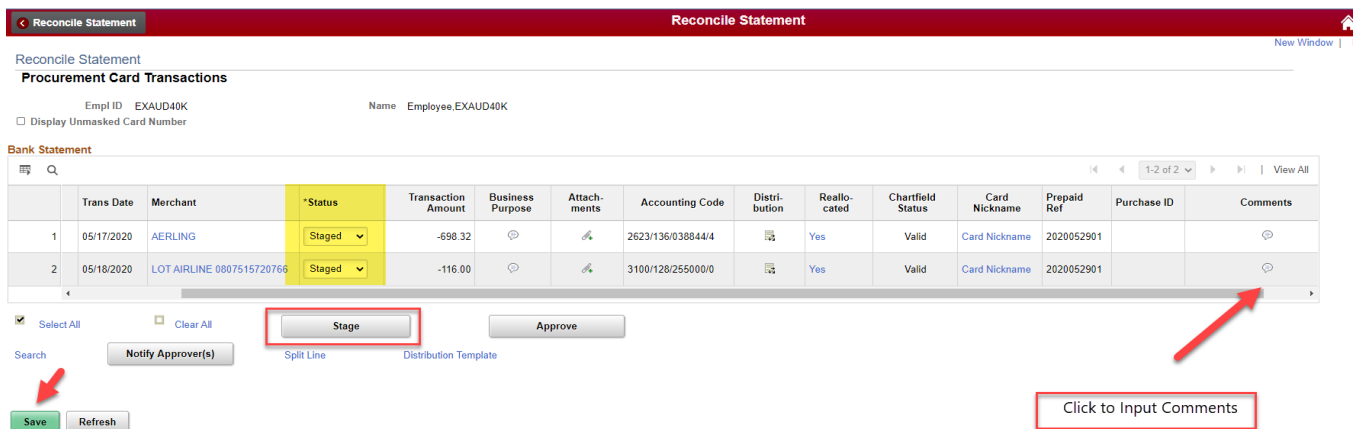 Reconcile Statement
Reconcile Statement
New Window |
Reconcile Statement
Procurement Card Transactions
Empl ID EXAUD40K Name Employee,EXAUD40K
Display Unmasked Card Number
Bank Statement
1-2 of 2 | View All
Trans Date Merchant *Status Transaction Amount Business Purpose Attach-ments Accounting Code Distri-bution Reallo-cated Chartfield Status Card Nickname Prepaid Ref Purchase ID Comments
1 05/17/2020 AERLING Staged -698.32 2623/136/038844/4 Yes Valid Card Nickname 2020052901
2 05/18/2020 LOT AIRLINE 0807515720766 Staged -116.00 3100/128/255000/0 Yes Valid Card Nickname 2020052901
Select All Clear All Stage Approve
Search Notify Approver(s) Split Line Distribution Template
Click to Input Comments
Save Refresh